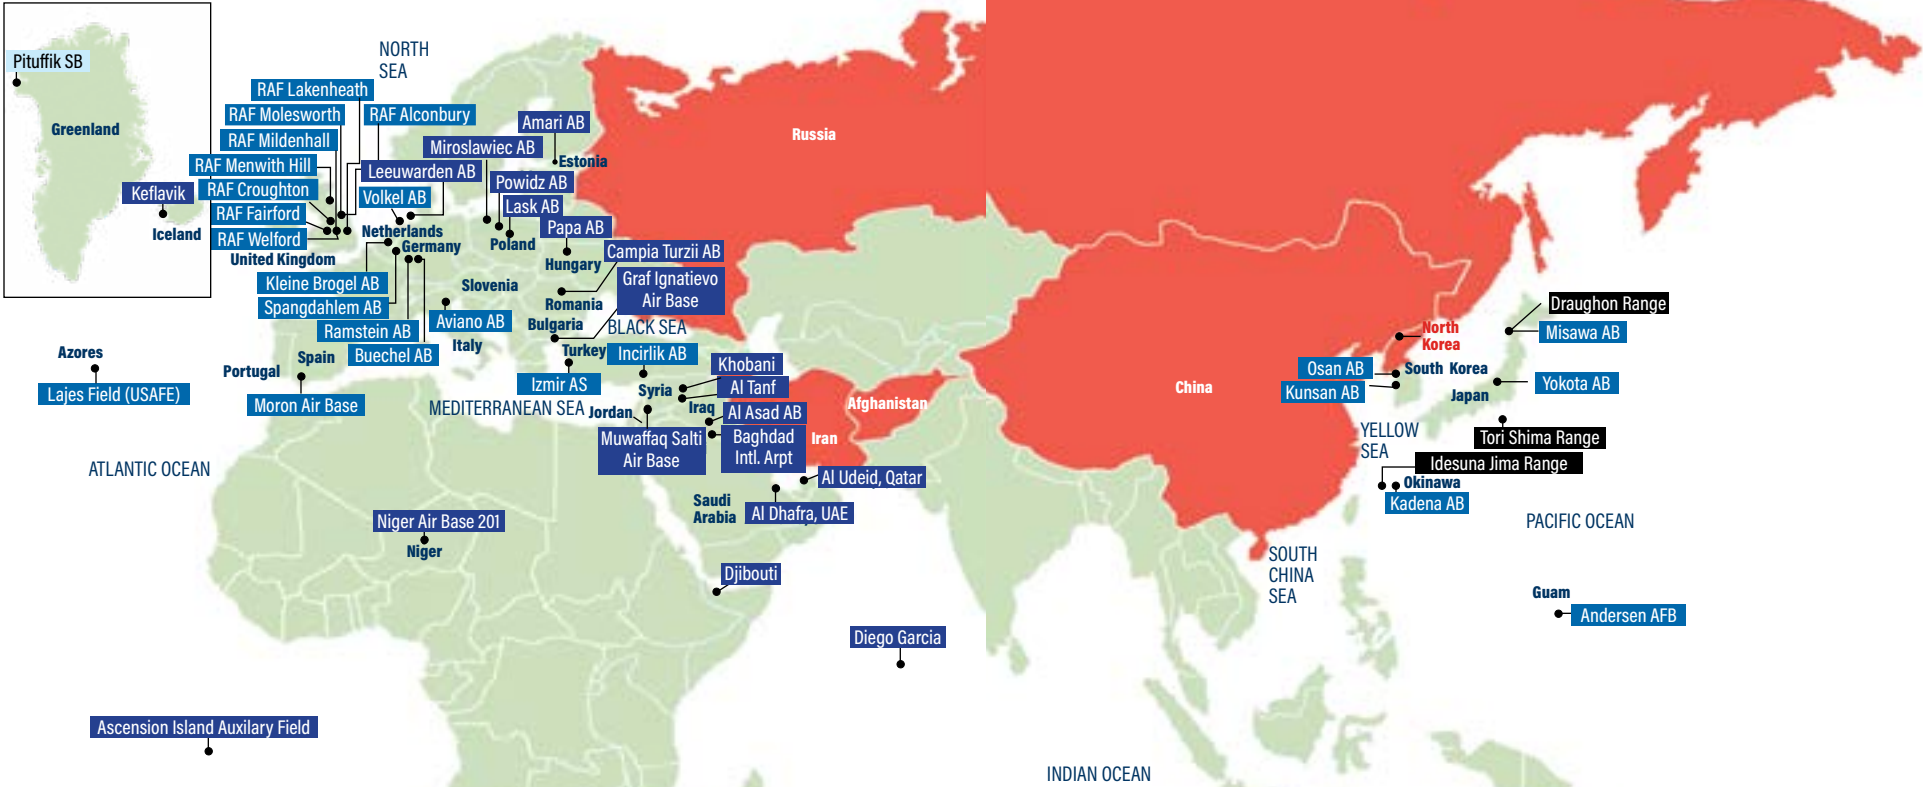 Pituffik SB
Greenland
Keflavik
Iceland
NORTH
SEA
RAF Lakenheath
RAF Molesworth
RAF Alconbury
RAF Mildenhall
RAF Menwith Hill
RAF Croughton
RAF Fairford
RAF Welford
United Kingdom
Amari AB
Estonia
Miroslawiec AB
Leeuwarden AB
Volkel AB
Netherlands
Germany
Powidz AB
Lask AB
Poland
Papa AB
Hungary
Campia Turzii AB
Graf Ignatievo
Air Base
Romania
Bulgaria
BLACK SEA
Kleine Brogel AB
Spangdahlem AB
Ramstein AB
Buechel AB
Slovenia
Aviano AB
Italy
Azores
Lajes Field (USAFE)
Portugal
Spain
Moron Air Base
Turkey
Incirlik AB
Izmir AS
MEDITERRANEAN SEA
Khobani
Al Tanf
Syria
Iraq
Jordan
Al Asad AB
Muwaffaq Salti
Air Base
Baghdad
Intl. Arpt
Iran
Afghanistan
Russia
China
ATLANTIC OCEAN
Al Udeid, Qatar
Saudi
Arabia
Al Dhafra, UAE
Niger Air Base 201
Niger
Djibouti
Diego Garcia
Ascension Island Auxilary Field
INDIAN OCEAN
North
Korea
Osan AB
South Korea
Kunsan AB
Draughon Range
Misawa AB
Yokota AB
Japan
Tori Shima Range
YELLOW
SEA
Idesuna Jima Range
Okinawa
Kadena AB
PACIFIC OCEAN
SOUTH
CHINA
SEA
Guam
Andersen AFB